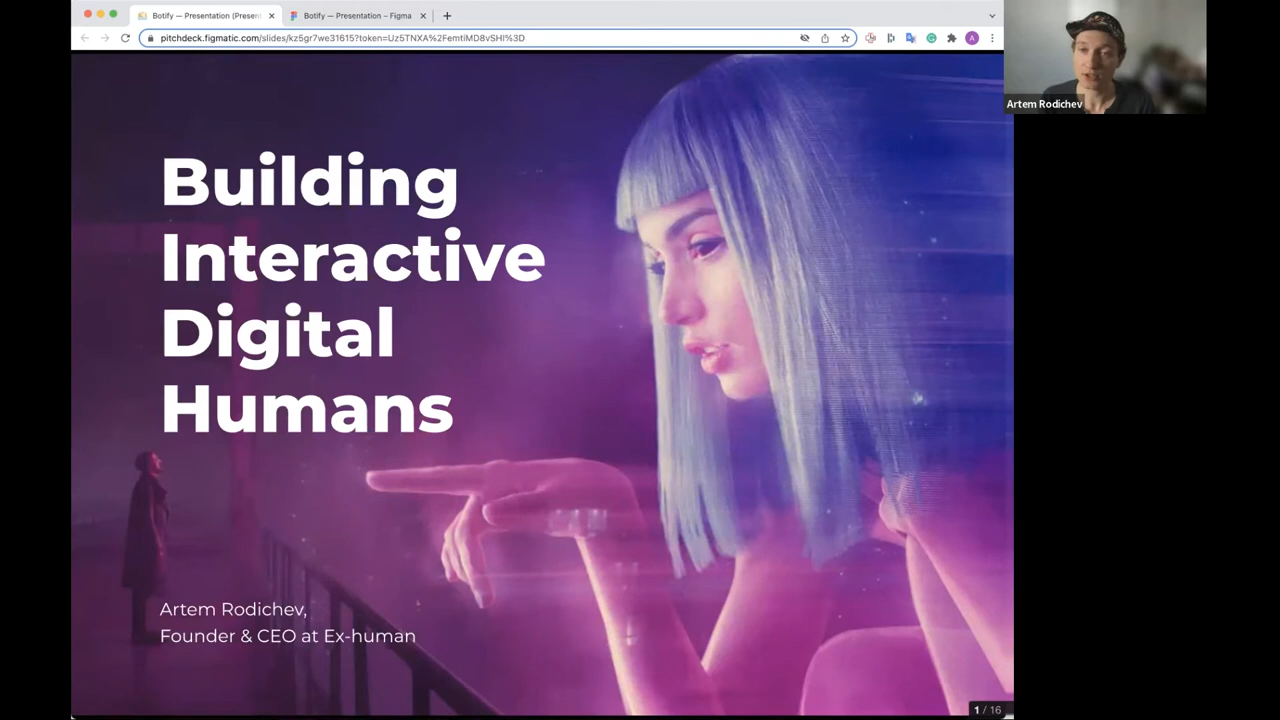 Botify — Presentation (Presen
Botify — Presentation – Figma
pitchdeck.figmatic.com/slides/kz5gr7we31615?token=Uz5TNXA%2FemtiMD8vSHI%3D
A
Artem Rodichev
Building
Interactive
Digital
Humans
Artem Rodichev,
Founder & CEO at Ex-human
1 / 16